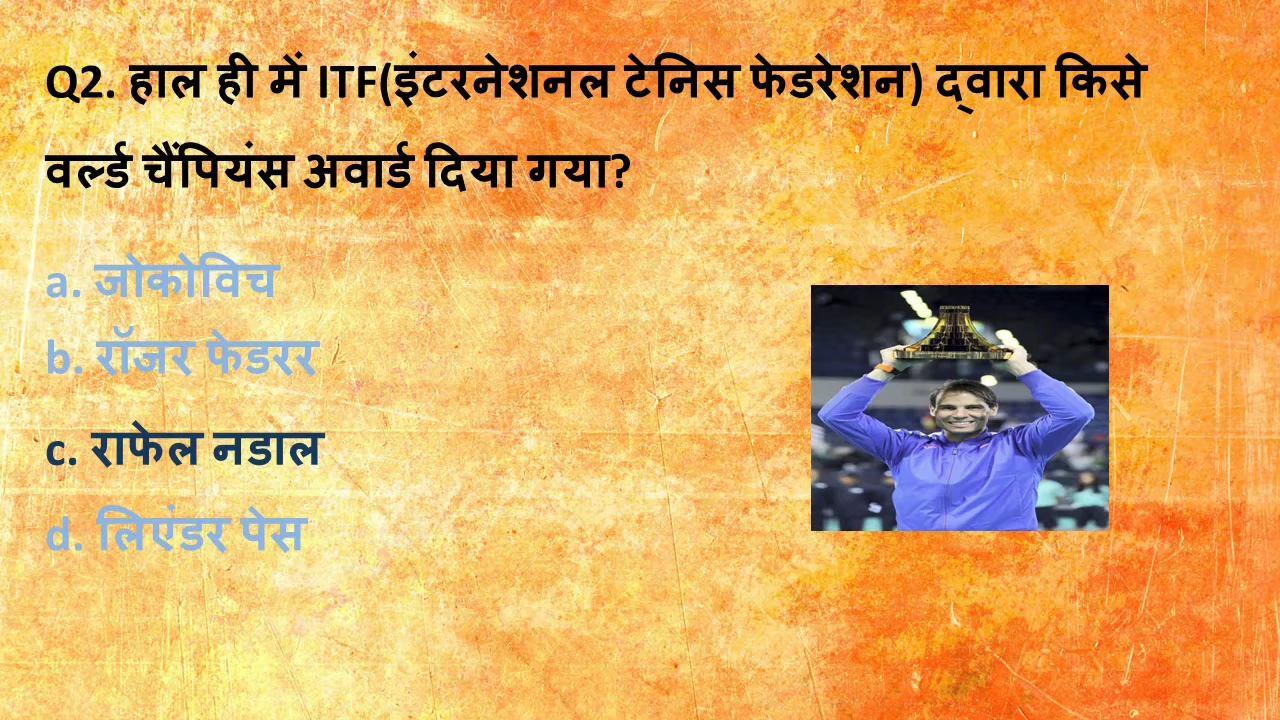 Q2. हाल ही में ITF(इंटरनेशनल टेनिस फेडरेशन) द्वारा किसे
वर्ल्ड चैंपियंस अवार्ड दिया गया?
a. जोकोविच
b. रॉजर फेडरर
c. राफेल नडाल
d. लिएंडर पेस